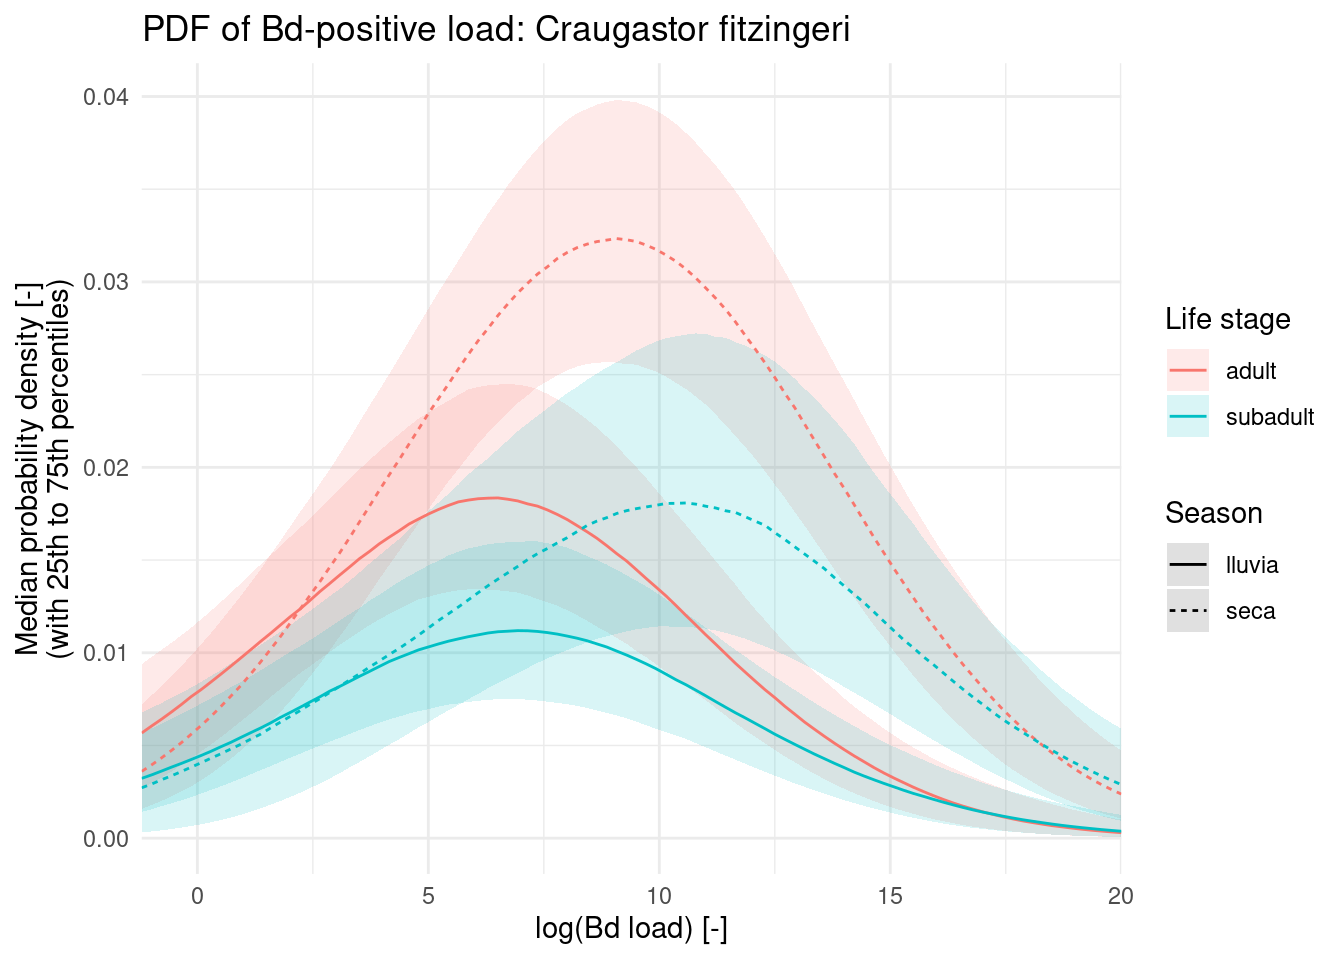 PDF of Bd-positive load: Craugastor fitzingeri
Median probability density [-]
(with 25th to 75th percentiles)
0.04
0.03
0.02
0.01
0.00
0
5
10
15
20
log(Bd load) [-]
Life stage
adult
subadult
Season
lluvia
seca